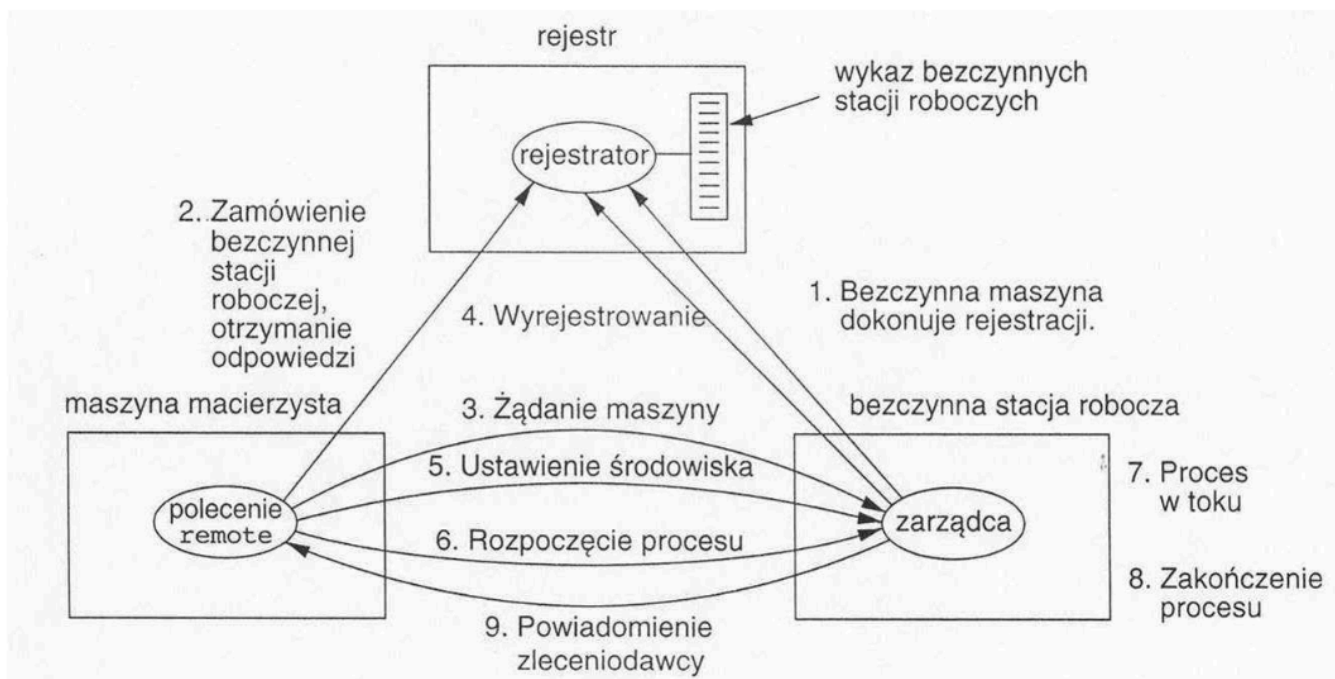 rejestr
wykaz bezczynnych
stacji roboczych
rejestrator
2. Zamówienie
bezczynnej
stacji
roboczej,
otrzymanie
odpowiedzi
4. Wyrejestrowanie
1. Bezczynna maszyna
dokonuje rejestracji.
maszyna macierzysta
3. Żądanie maszyny
bezczynna stacja robocza
5. Ustawienie środowiska
7. Proces
w toku
polecenie
remote
zarządca
6. Rozpoczęcie procesu
8. Zakończenie
procesu
9. Powiadomienie
zleceniodawcy